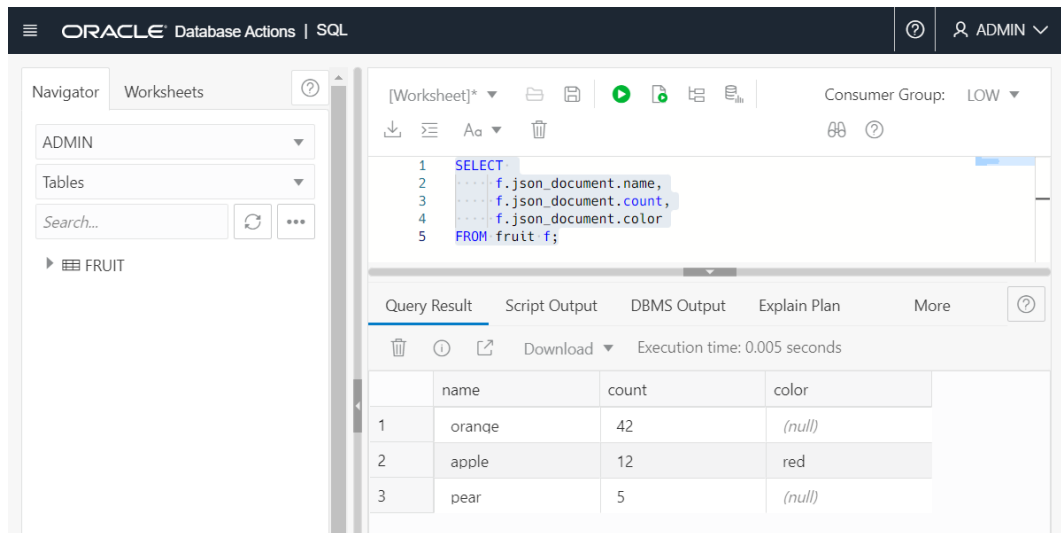 ORACLE Database Actions | SQL
ADMIN
Navigator
Worksheets
ADMIN
Tables
Search...
FRUIT
[Worksheet]*
Consumer Group: LOW
Aa
1 SELECT
2 f.json_document.name,
3 f.json_document.count,
4 f.json_document.color
5 FROM fruit f;
Query Result Script Output DBMS Output Explain Plan More
Download Execution time: 0.005 seconds
name count color
1 orange 42 (null)
2 apple 12 red
3 pear 5 (null)